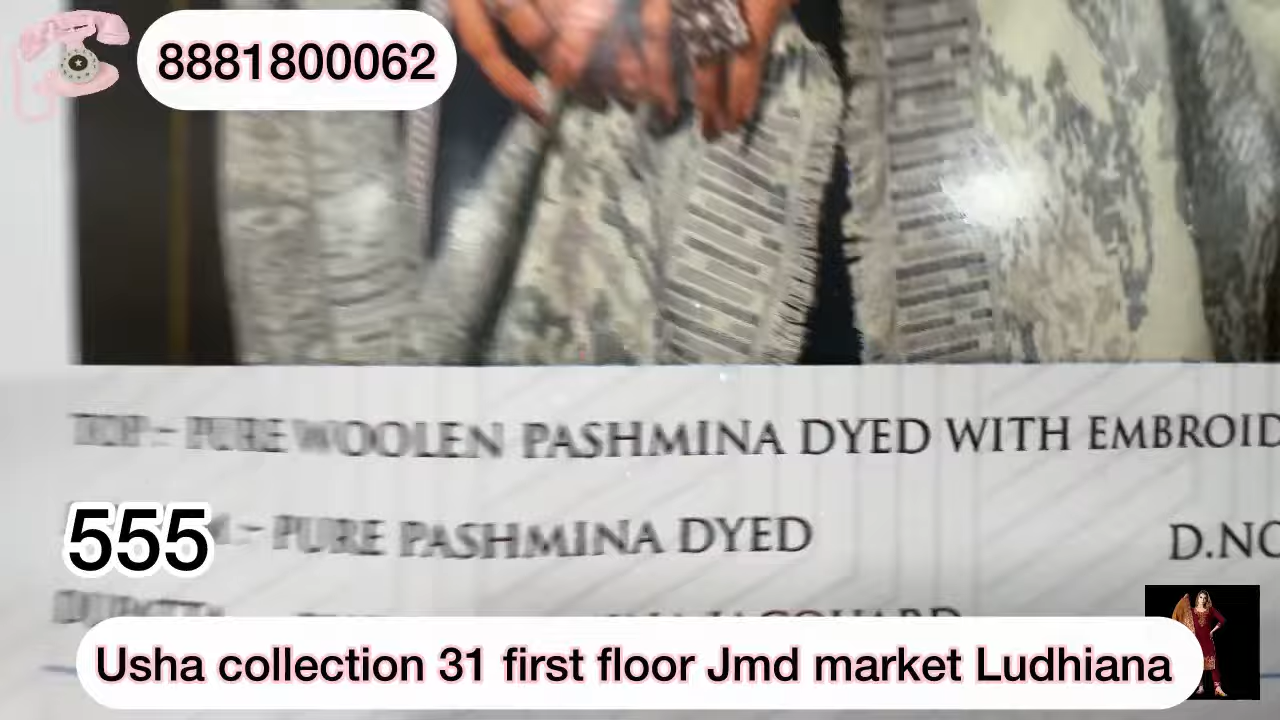 8881800062
TOP :- PURE WOOLEN PASHMINA DYED WITH EMBROID
555
M :- PURE PASHMINA DYED
D.NO
Usha collection 31 first floor Jmd market Ludhiana